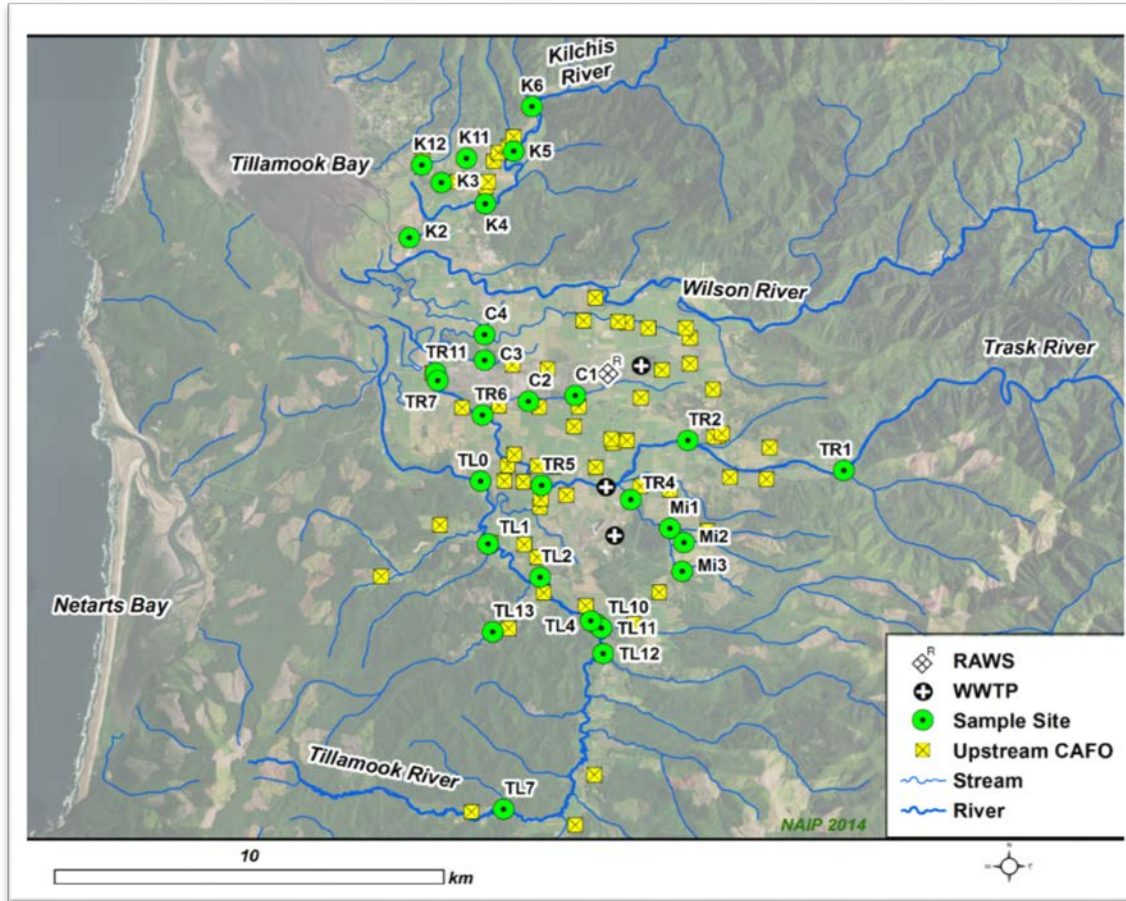 Kilchis
River
K6
K12
K11
K5
Tillamook Bay
K3
K4
K2
Wilson River
C4
Trask River
TR11
C3
R
C2
C1
TR7
TR6
TR2
TR1
TL0
TR5
TR4
Mi1
TL1
Mi2
TL2
Mi3
Netarts Bay
TL13
TL10
TL4
TL11
TL12
Tillamook
River
TL7
NAIP 2014
R
RAWS
WWTP
Sample Site
Upstream CAFO
Stream
River
10
km
N
W
E
S